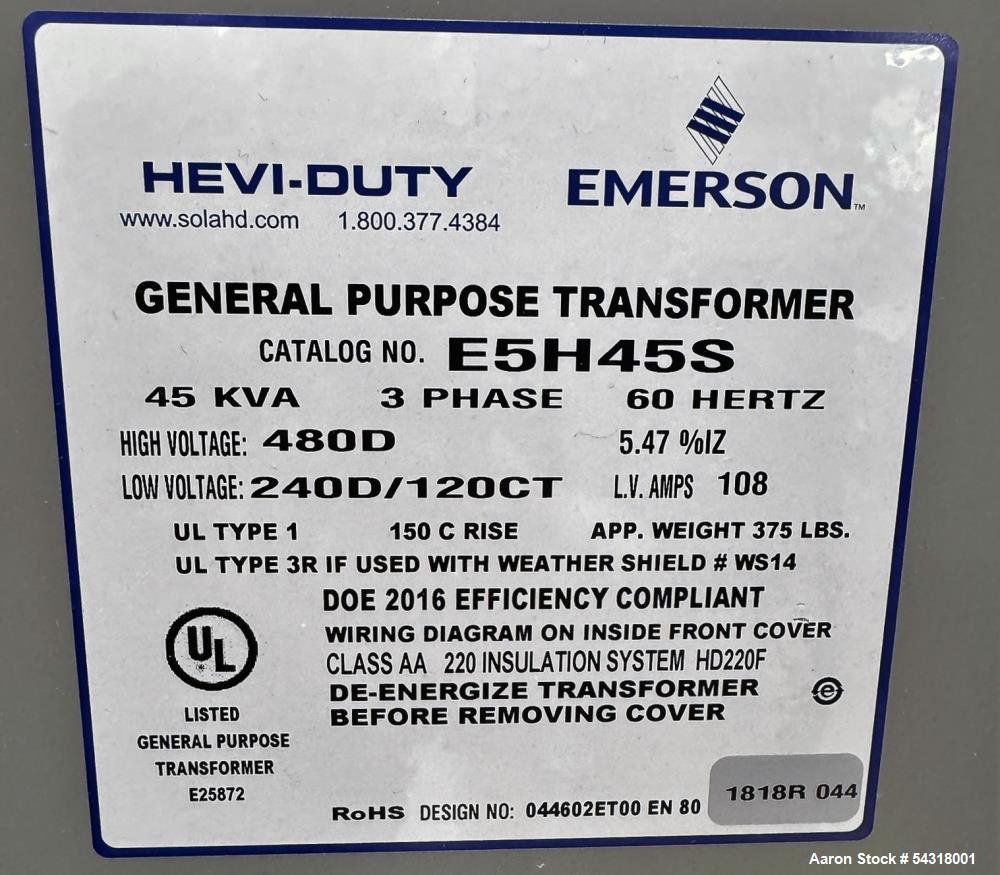 HEVI-DUTY
EMERSON™
www.solahd.com 1.800.377.4384
GENERAL PURPOSE TRANSFORMER
CATALOG NO. E5H45S
45 KVA 3 PHASE 60 HERTZ
HIGH VOLTAGE: 480D 5.47 %IZ
LOW VOLTAGE: 240D/120CT L.V. AMPS 108
UL TYPE 1 150 C RISE APP. WEIGHT 375 LBS.
UL TYPE 3R IF USED WITH WEATHER SHIELD # WS14
DOE 2016 EFFICIENCY COMPLIANT
WIRING DIAGRAM ON INSIDE FRONT COVER
CLASS AA 220 INSULATION SYSTEM HD220F
DE-ENERGIZE TRANSFORMER
BEFORE REMOVING COVER
UL
LISTED
GENERAL PURPOSE
TRANSFORMER
E25872
e
RoHS DESIGN NO: 044602ET00 EN 80
1818R 044
Aaron Stock # 54318001